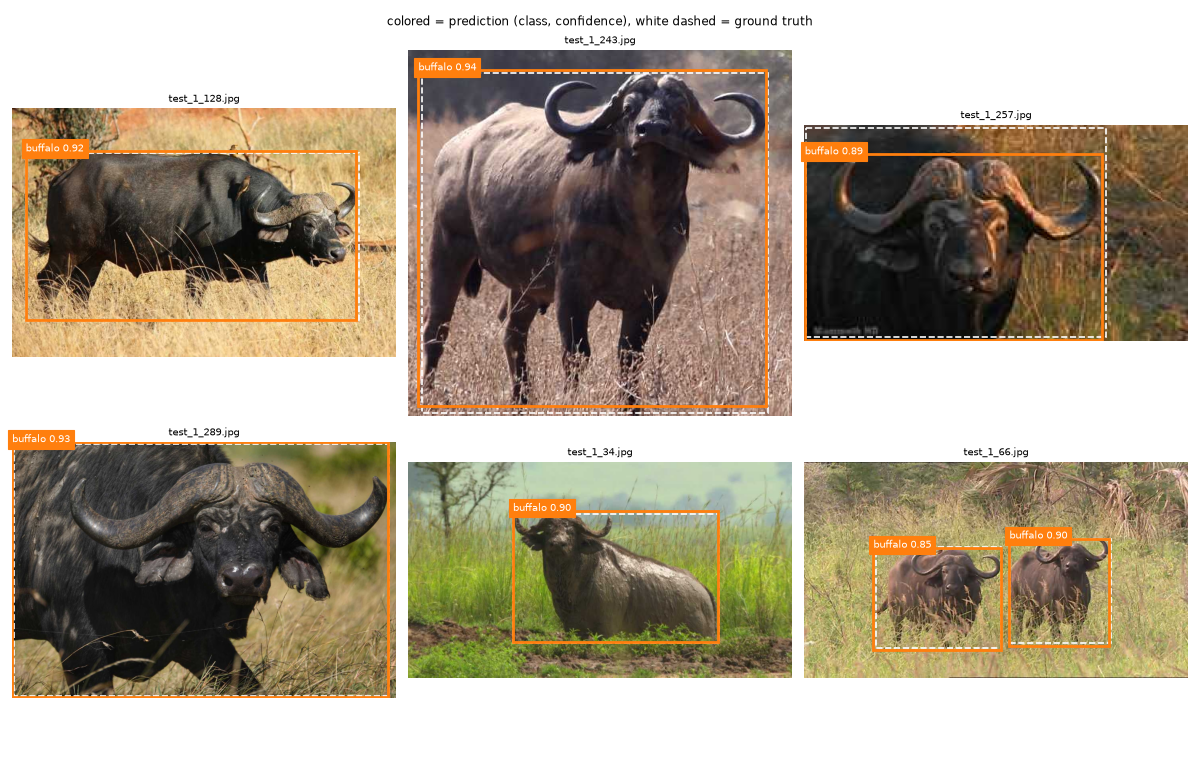 colored = prediction (class, confidence), white dashed = ground truth
test_1_128.jpg
buffalo 0.92
test_1_243.jpg
buffalo 0.94
test_1_257.jpg
buffalo 0.89
test_1_289.jpg
buffalo 0.93
test_1_34.jpg
buffalo 0.90
test_1_66.jpg
buffalo 0.85
buffalo 0.90